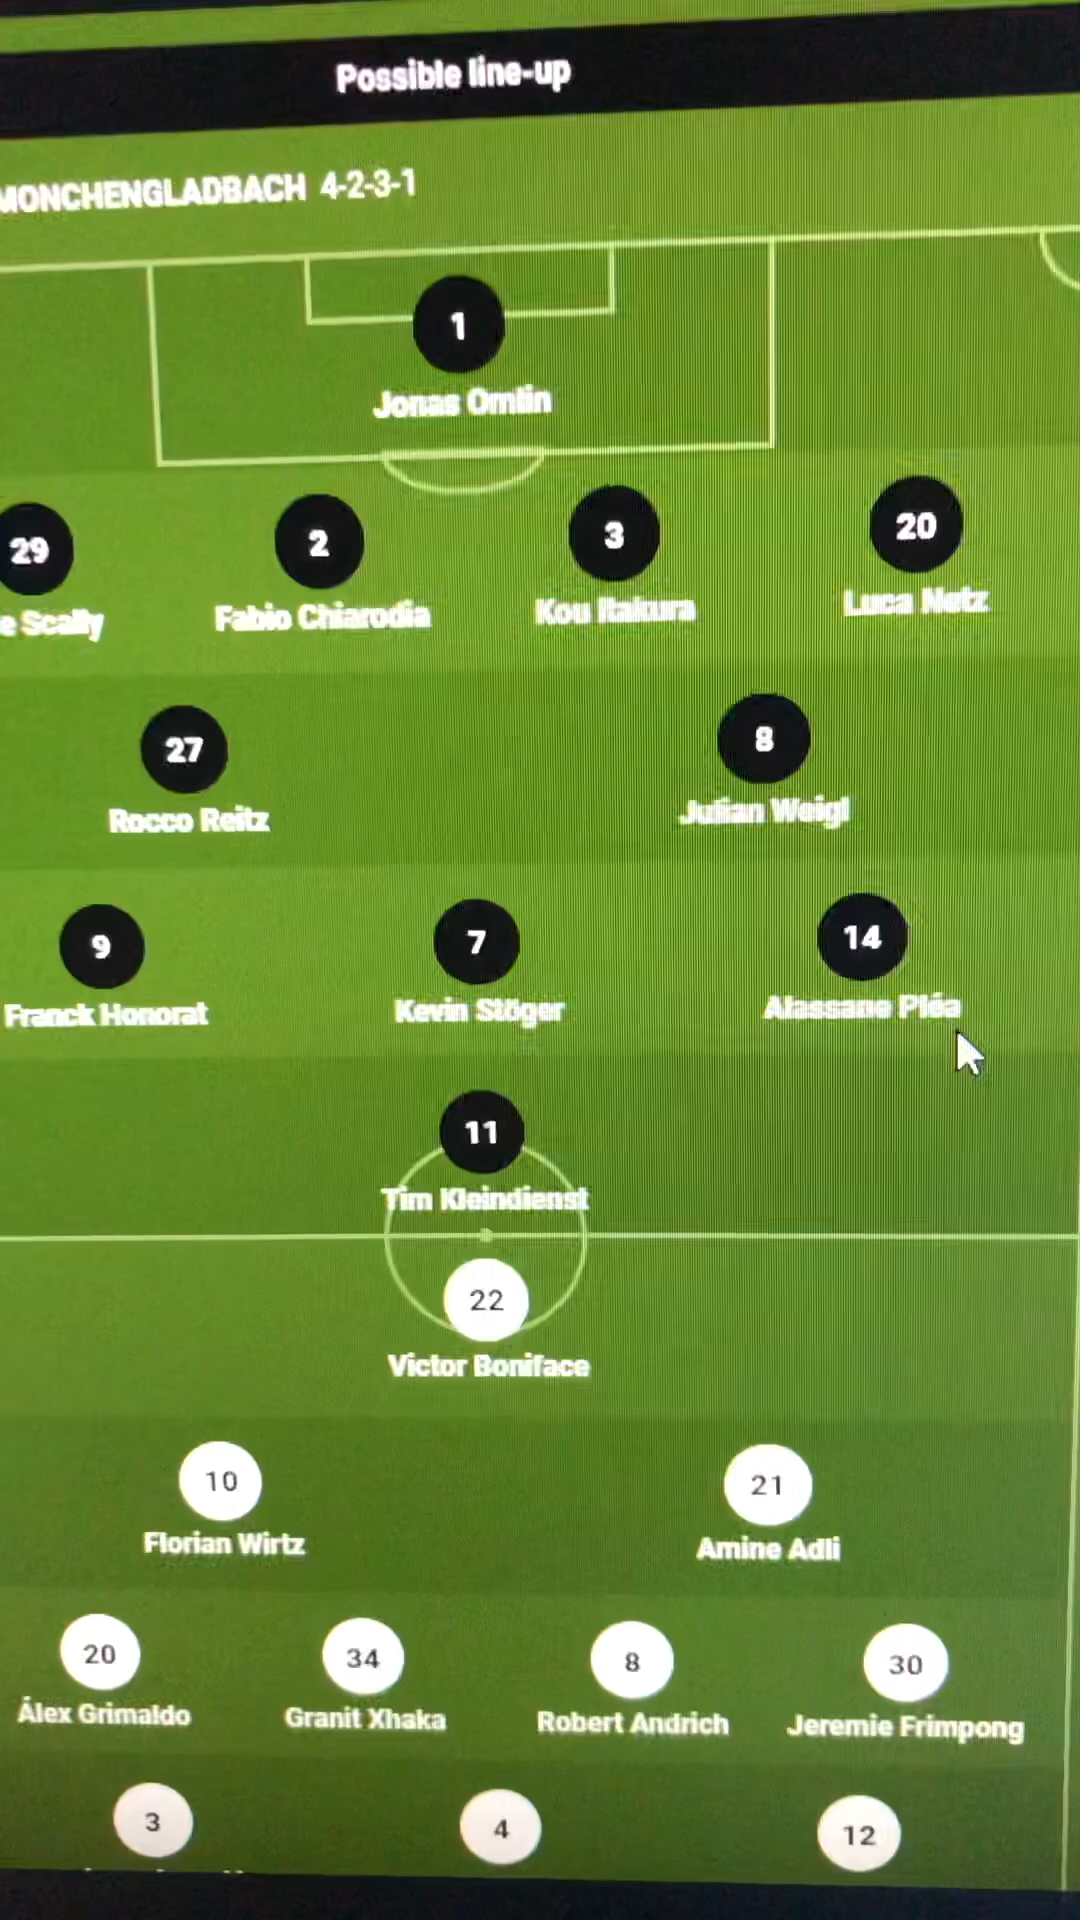 Possible line-up
MONCHENGLADBACH 4-2-3-1
1
Jonas Omlin
29 2 3 20
e Scally Fabio Chiarodia Kou Itakura Luca Netz
27 8
Rocco Reitz Julian Weigl
9 7 14
Franck Honorat Kevin Stöger Alassane Pléa
11
Tim Kleindienst
22
Victor Boniface
10 21
Florian Wirtz Amine Adli
20 34 8 30
Álex Grimaldo Granit Xhaka Robert Andrich Jeremie Frimpong
3 4 12